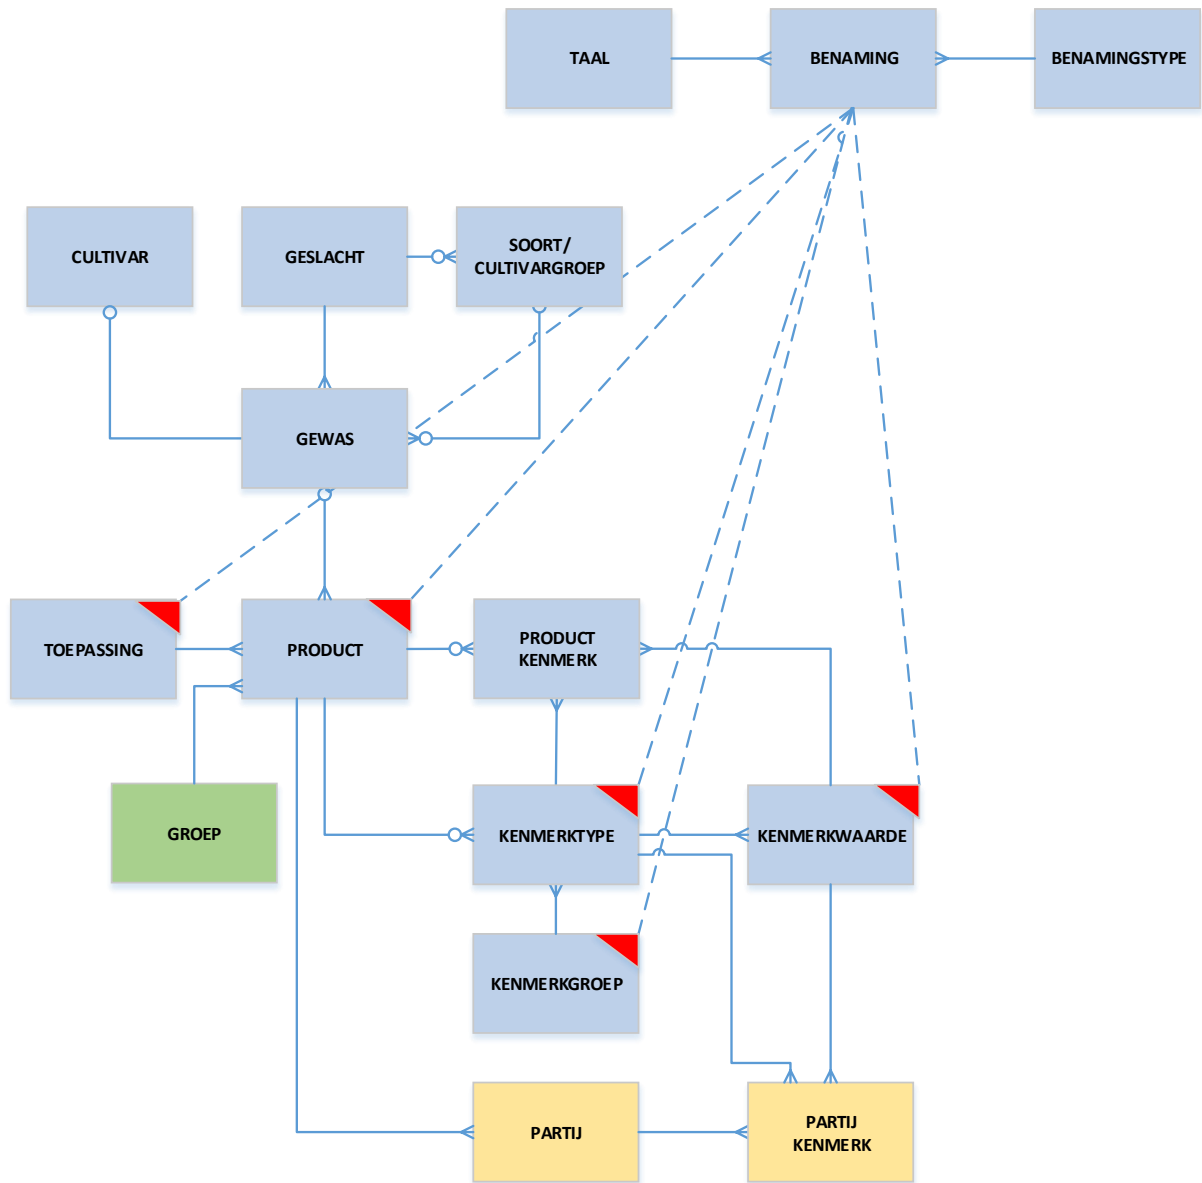 TAAL
BENAMING
BENAMINGSTYPE
CULTIVAR
GESLACHT
SOORT/
CULTIVARGROEP
GEWAS
TOEPASSING
PRODUCT
PRODUCT
KENMERK
GROEP
KENMERKTYPE
KENMERKWAARDE
KENMERKGROEP
PARTIJ
PARTIJ
KENMERK